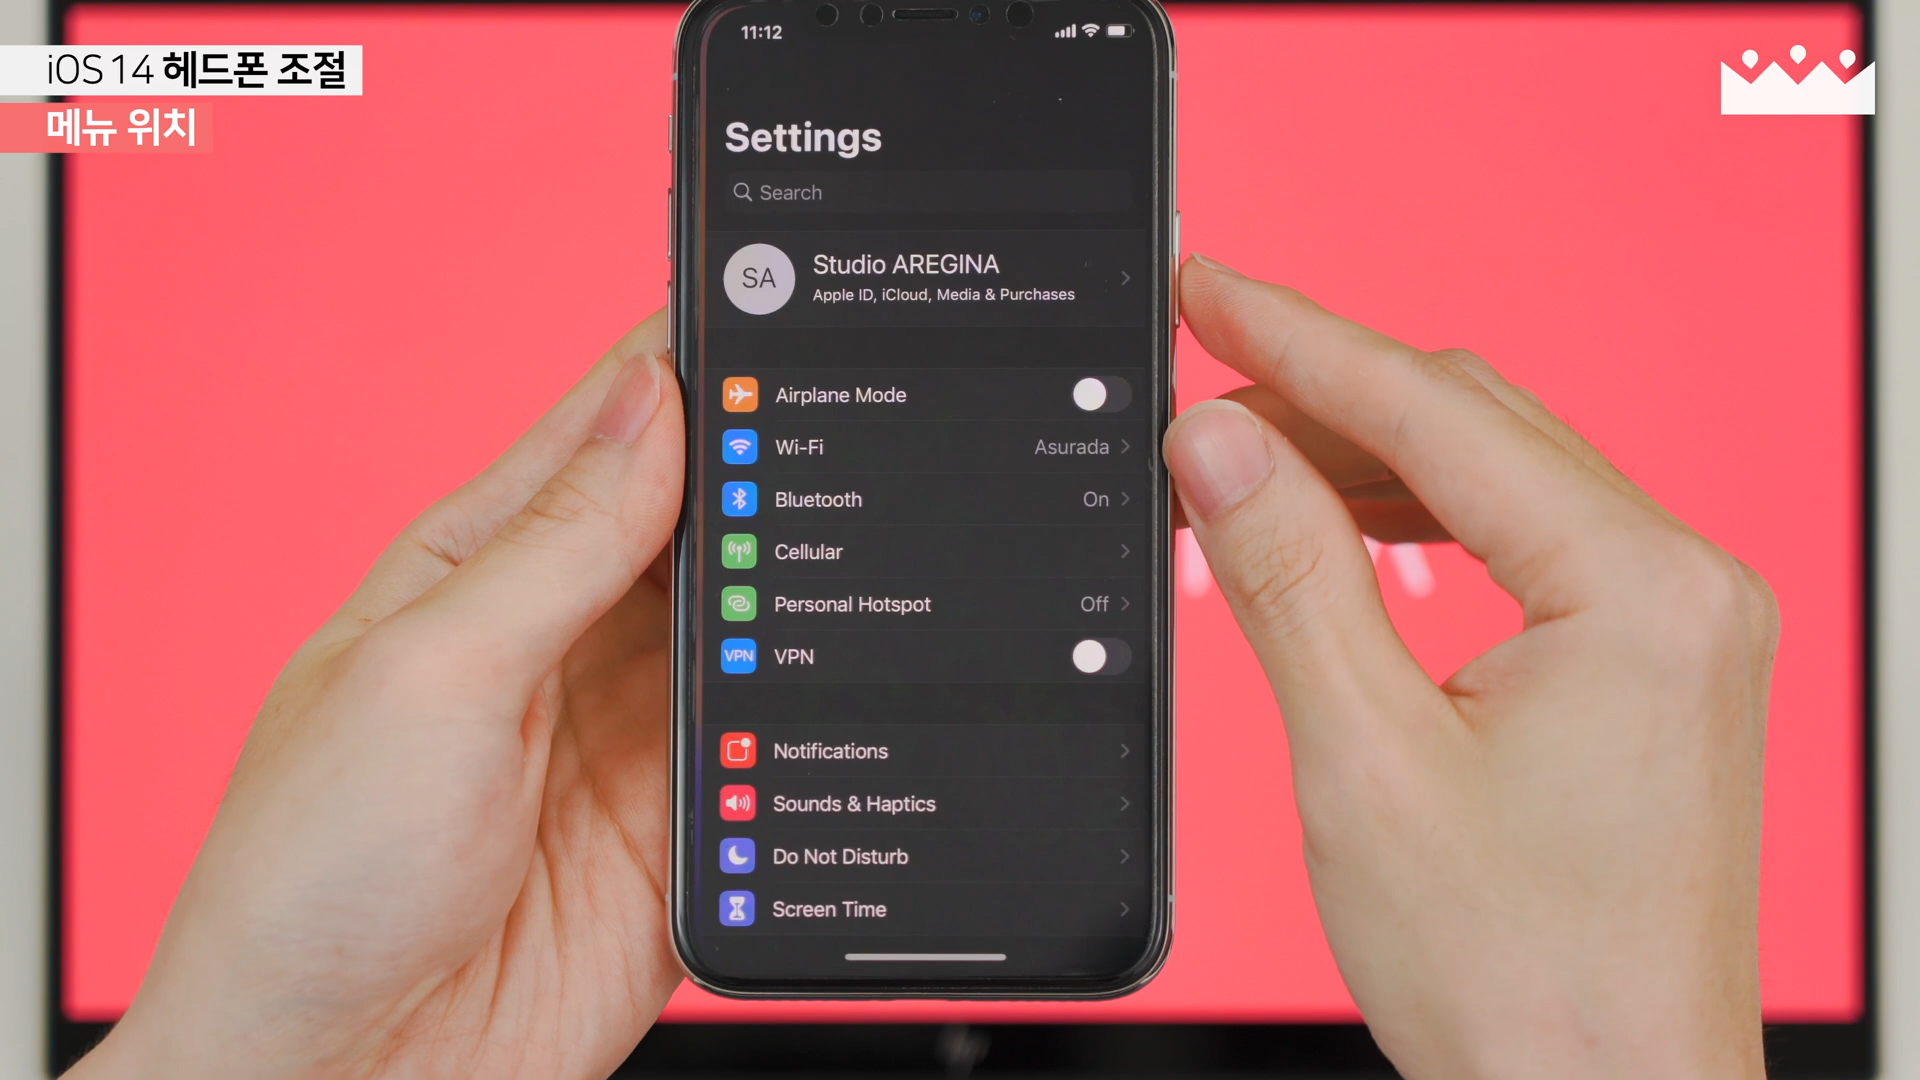 iOS 14 헤드폰 조절
메뉴 위치
11:12
Settings
Search
SA
Studio AREGINA
Apple ID, iCloud, Media & Purchases
Airplane Mode
Wi-Fi Asurada
Bluetooth On
Cellular
Personal Hotspot Off
VPN VPN
Notifications
Sounds & Haptics
Do Not Disturb
Screen Time